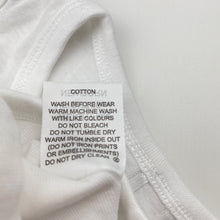 COTTON
WASH BEFORE WEAR
WARM MACHINE WASH
WITH LIKE COLOURS
DO NOT BLEACH
DO NOT TUMBLE DRY
WARM IRON INSIDE OUT
(DO NOT IRON PRINTS
OR EMBELLISHMENTS)
DO NOT DRY CLEAN